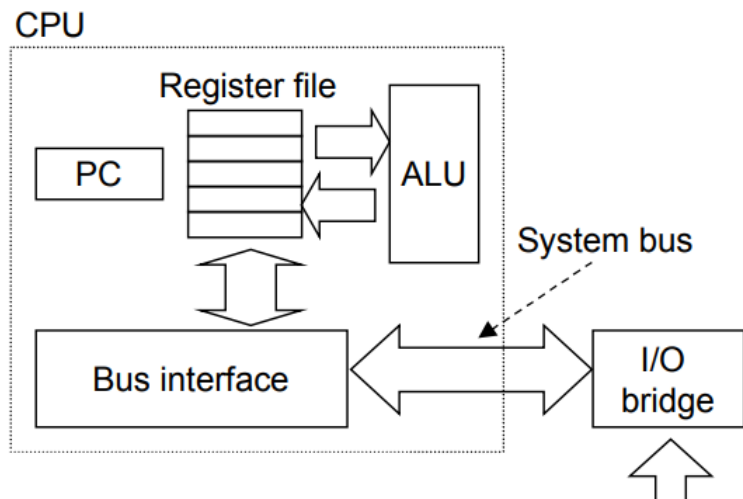 CPU
Register file
PC
ALU
System bus
Bus interface
I/O
bridge